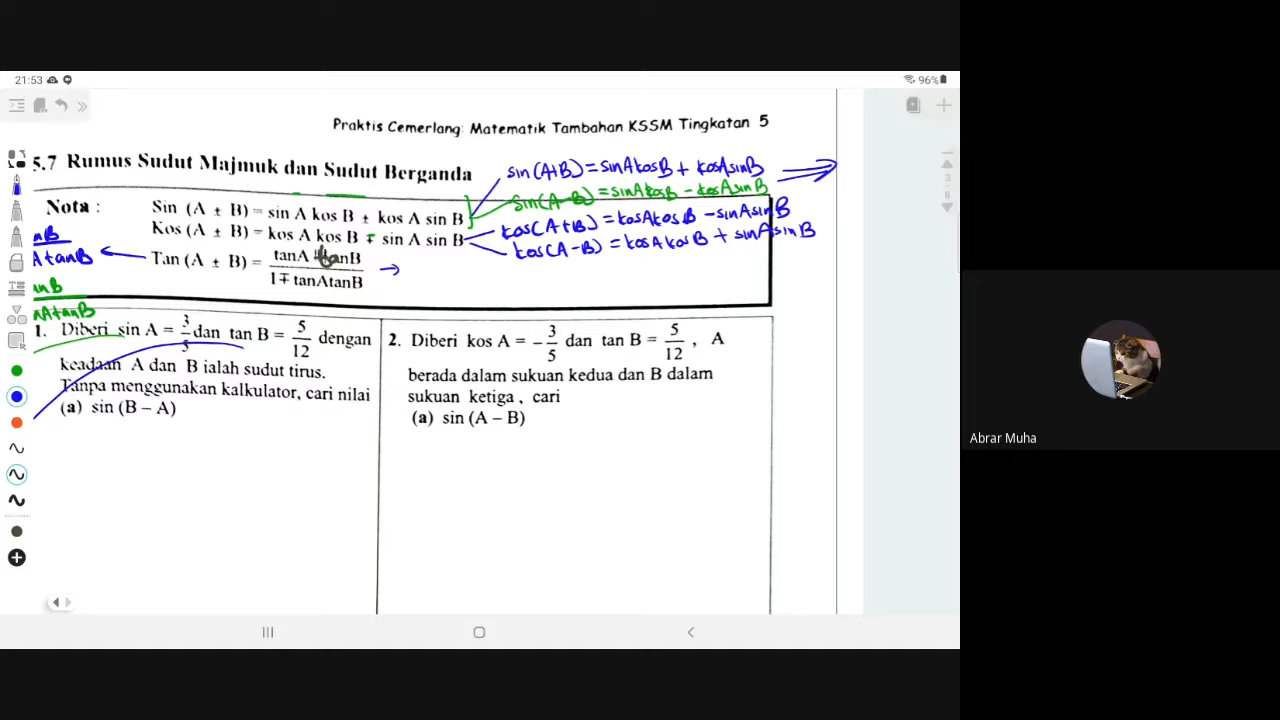 21:53
96%
Praktis Cemerlang: Matematik Tambahan KSSM Tingkatan 5
5.7 Rumus Sudut Majmuk dan Sudut Berganda
sin(A+B) = sinAkosB + kosAsinB
sin(A-B) = sinAkosB - kosAsinB
kos(A+B) = kosAkosB - sinAsinB
kos(A-B) = kosAkosB + sinAsinB
Nota :
Sin (A ± B) = sin A kos B ± kos A sin B
Kos (A ± B) = kos A kos B ∓ sin A sin B
Tan (A ± B) = tanA ± tanB / 1∓ tanAtanB
nB
AtanB
anB
nAtanB
1. Diberi sin A = 3/5 dan tan B = 5/12 dengan
keadaan A dan B ialah sudut tirus.
Tanpa menggunakan kalkulator, cari nilai
(a) sin (B – A)
2. Diberi kos A = – 3/5 dan tan B = 5/12 , A
berada dalam sukuan kedua dan B dalam
sukuan ketiga , cari
(a) sin (A – B)
Abrar Muha